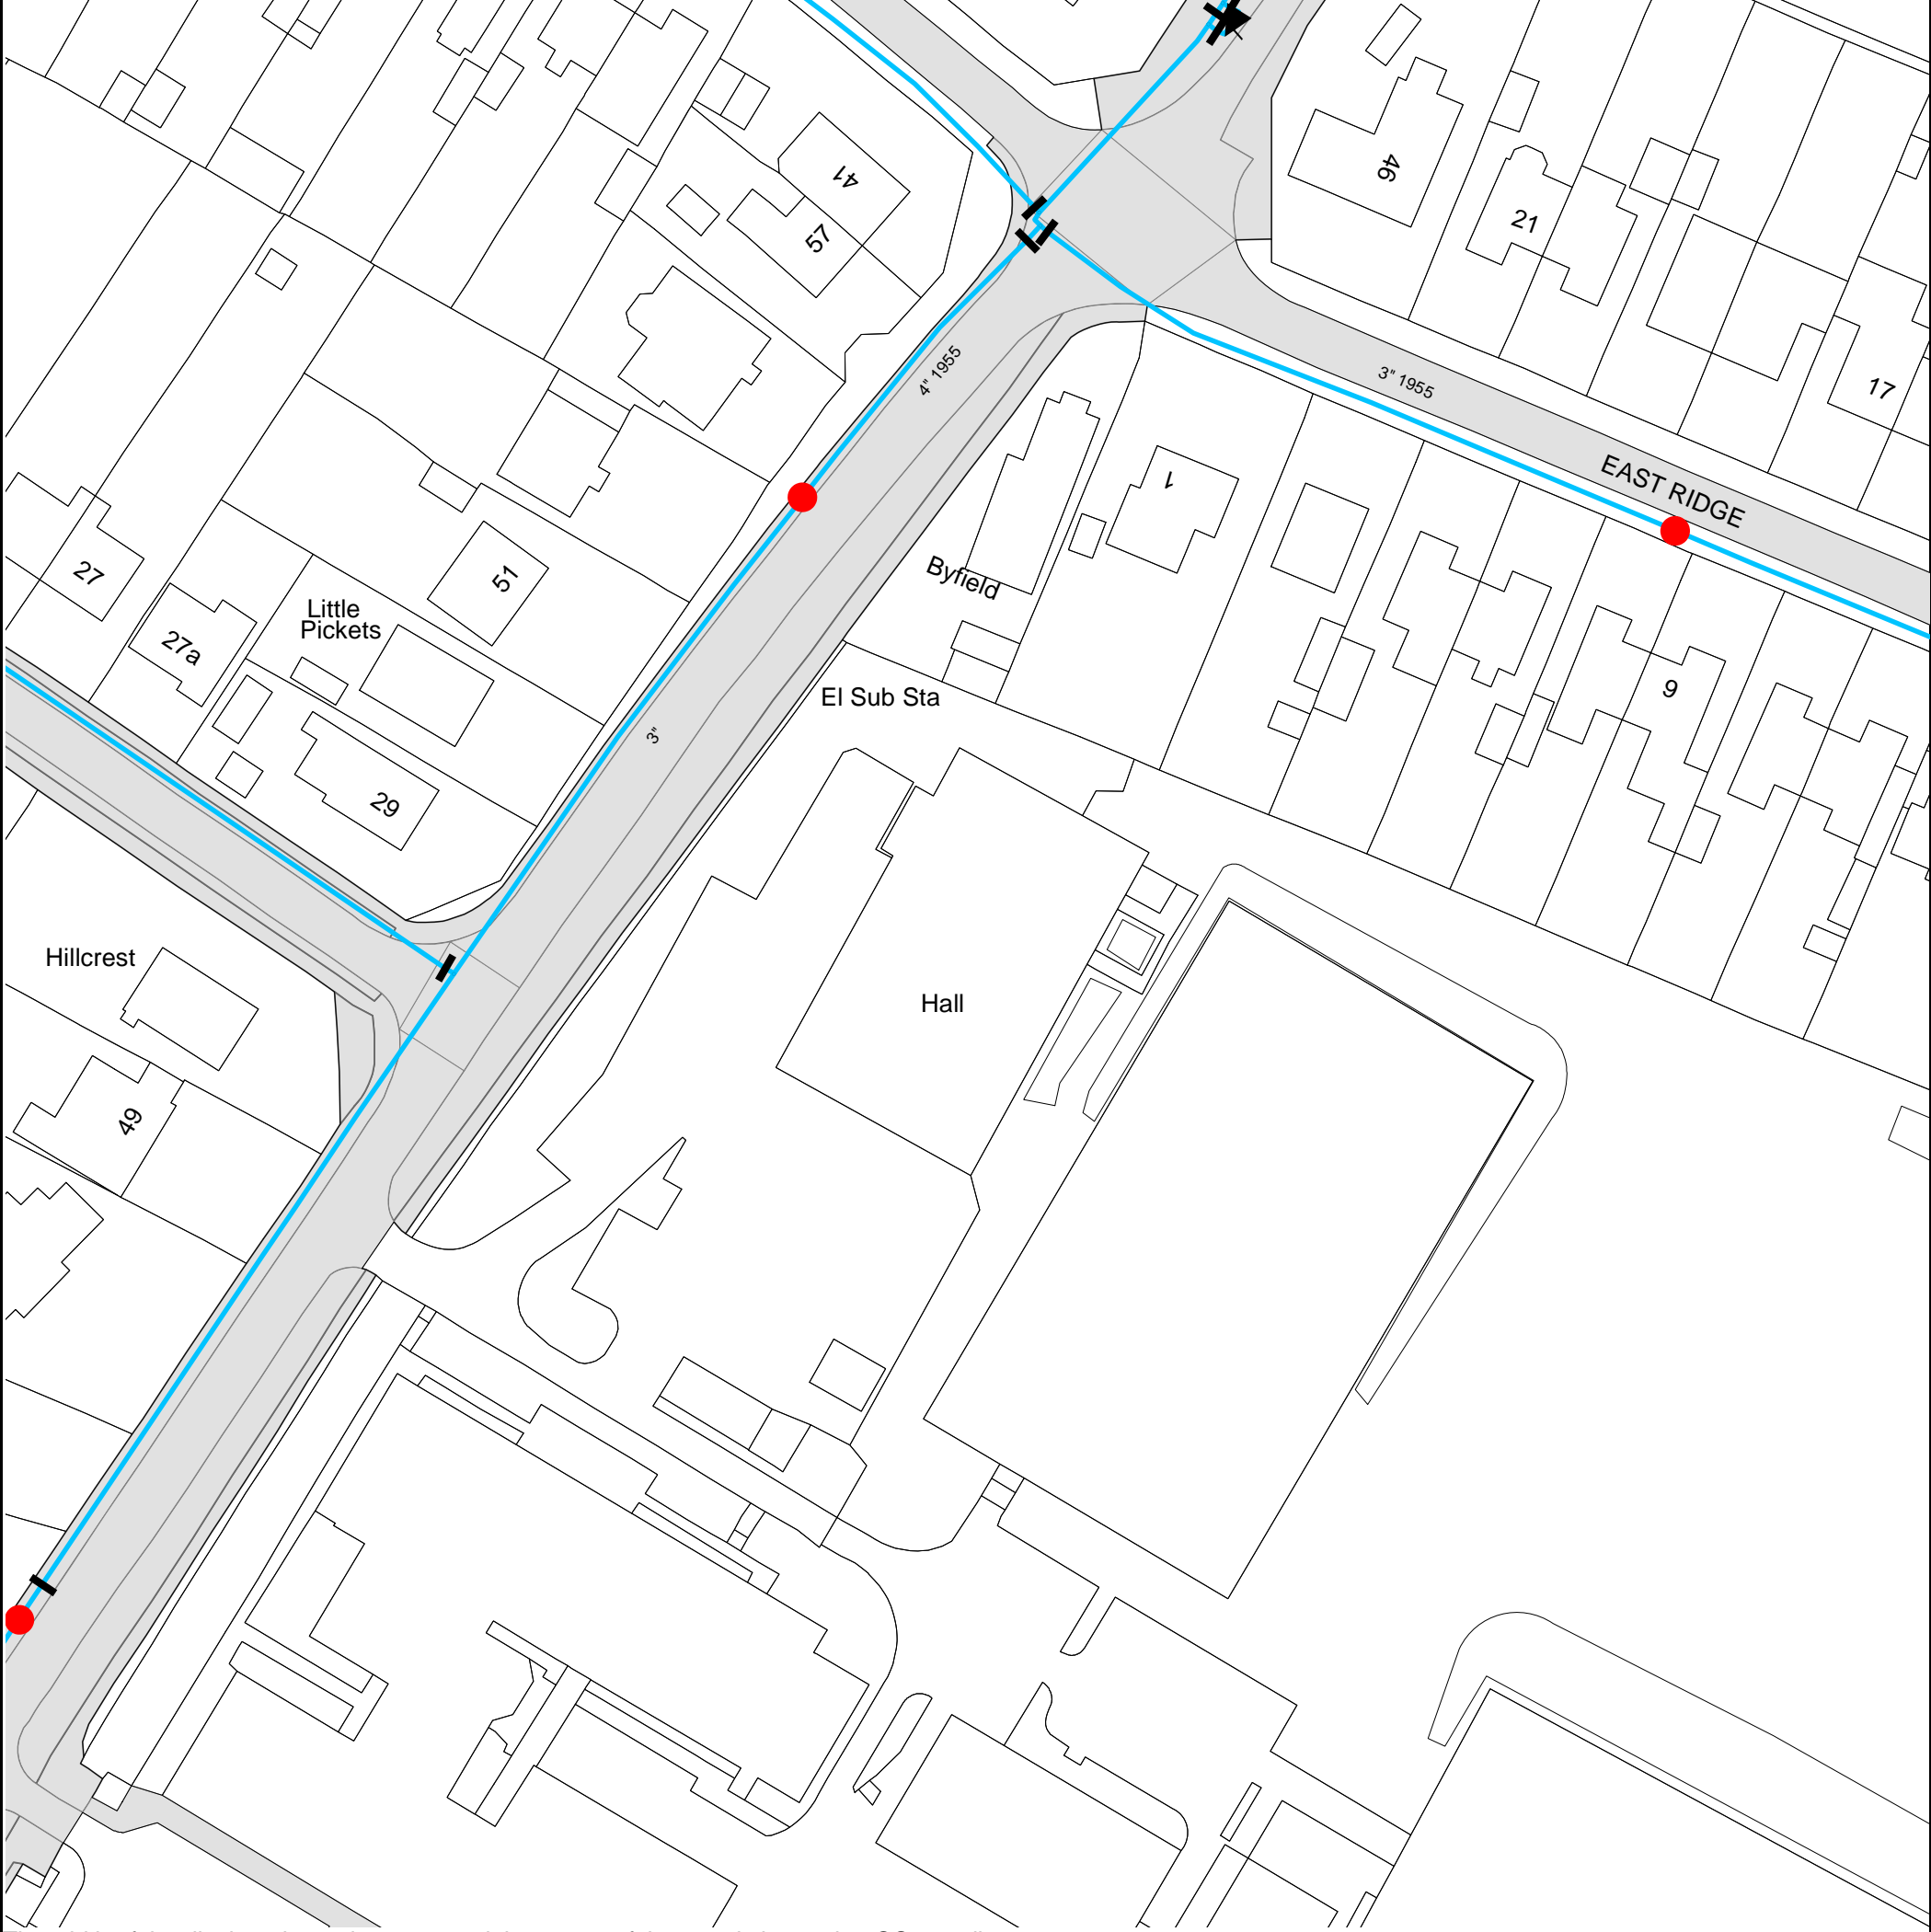 46
41
21
57
4" 1955
3" 1955
17
EAST RIDGE
1
Byfield
51
27
Little
Pickets
27a
9
El Sub Sta
3"
29
Hillcrest
Hall
49